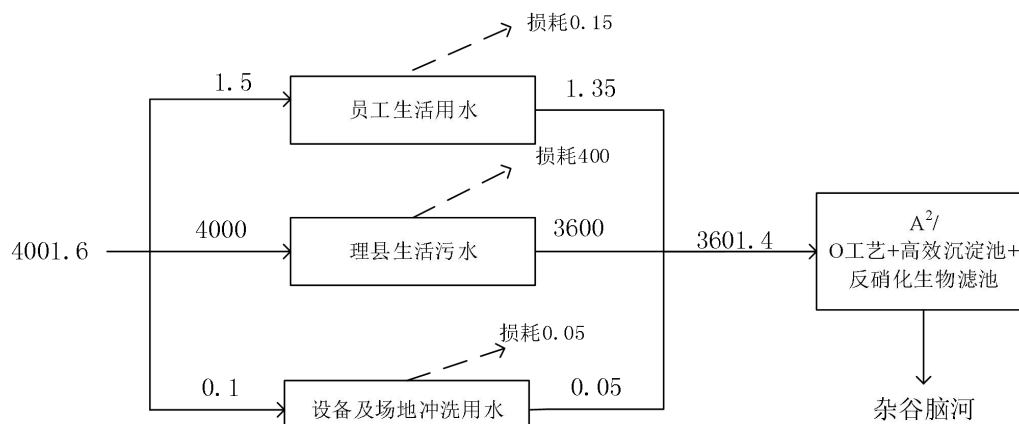 损耗0.15
1.5
员工生活用水
1.35
损耗400
4001.6
4000
理县生活污水
3600
3601.4
A²/
O工艺+高效沉淀池+
反硝化生物滤池
损耗0.05
0.1
设备及场地冲洗用水
0.05
杂谷脑河